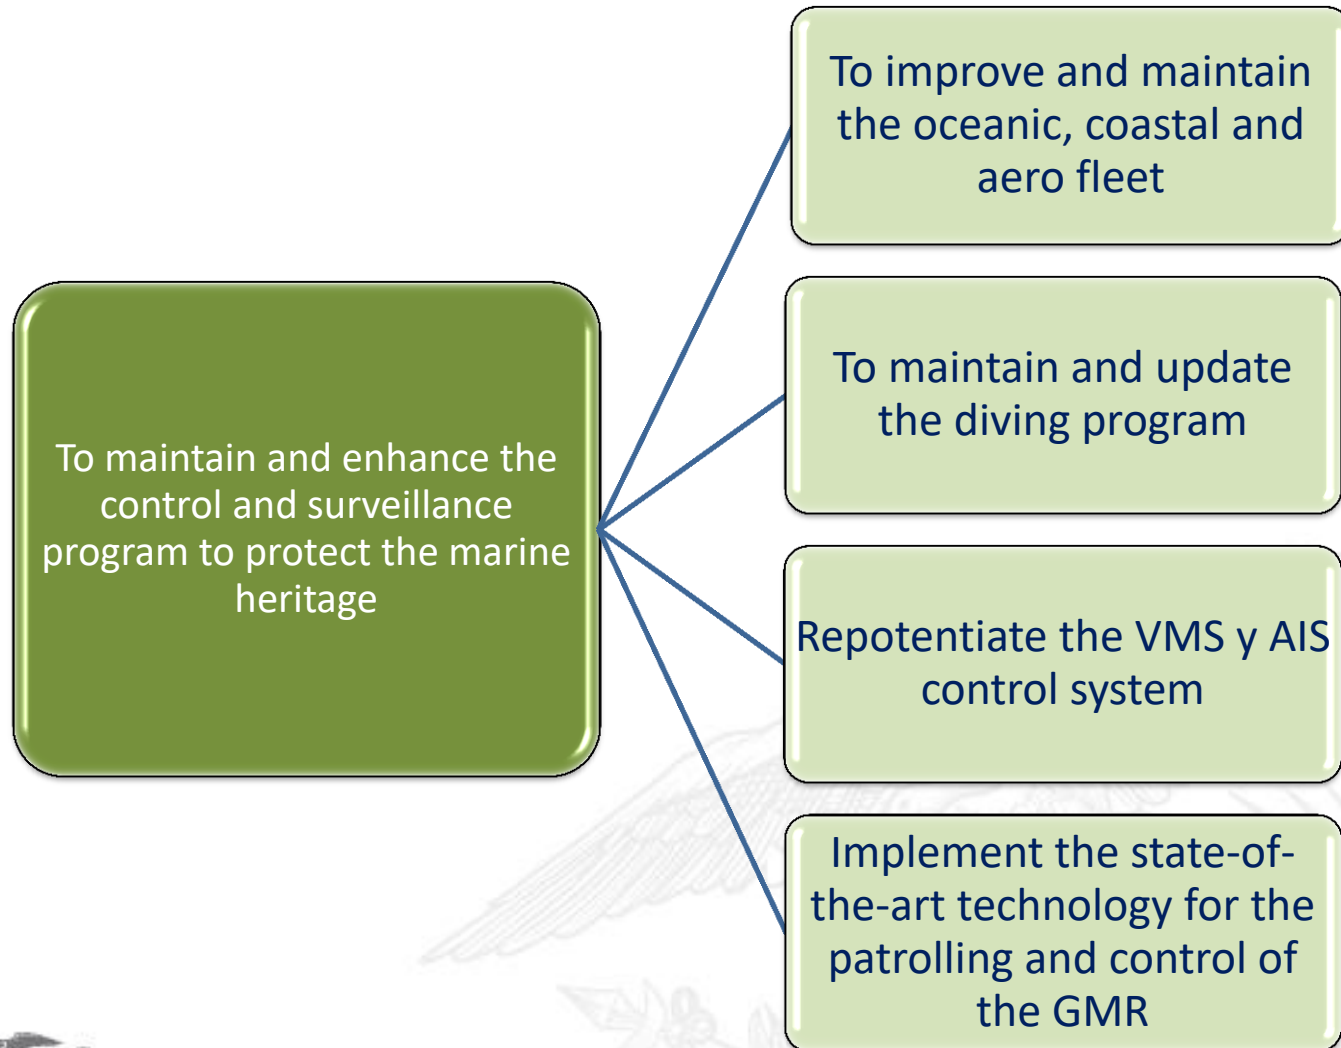 To maintain and enhance the
control and surveillance
program to protect the marine
heritage
To improve and maintain
the oceanic, coastal and
aero fleet
To maintain and update
the diving program
Repotentiate the VMS y AIS
control system
Implement the state-of-
the-art technology for the
patrolling and control of
the GMR